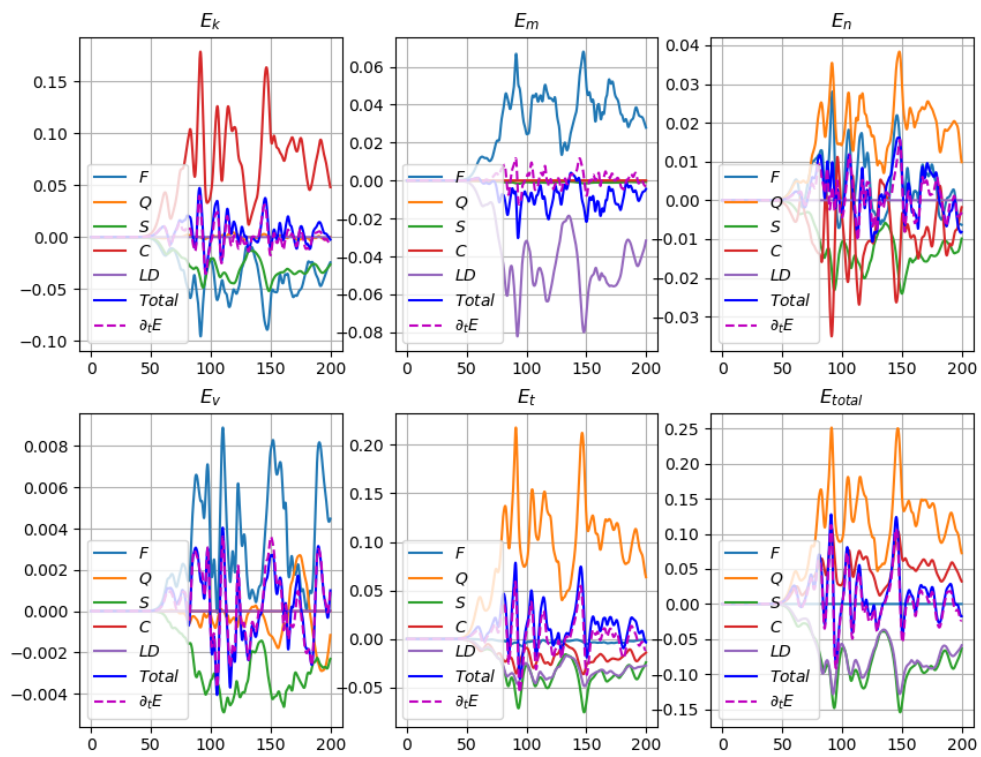 E_k
0.15
0.10
0.05
0.00
−0.05
−0.10
0 50 100 150 200
F
Q
S
C
LD
Total
∂_tE
E_m
0.06
0.04
0.02
0.00
−0.02
−0.04
−0.06
−0.08
0 50 100 150 200
F
Q
S
C
LD
Total
∂_tE
E_n
0.04
0.03
0.02
0.01
0.00
−0.01
−0.02
−0.03
0 50 100 150 200
F
Q
S
C
LD
Total
∂_tE
E_v
0.008
0.006
0.004
0.002
0.000
−0.002
−0.004
0 50 100 150 200
F
Q
S
C
LD
Total
∂_tE
E_t
0.20
0.15
0.10
0.05
0.00
−0.05
0 50 100 150 200
F
Q
S
C
LD
Total
∂_tE
E_total
0.25
0.20
0.15
0.10
0.05
0.00
−0.05
−0.10
−0.15
0 50 100 150 200
F
Q
S
C
LD
Total
∂_tE